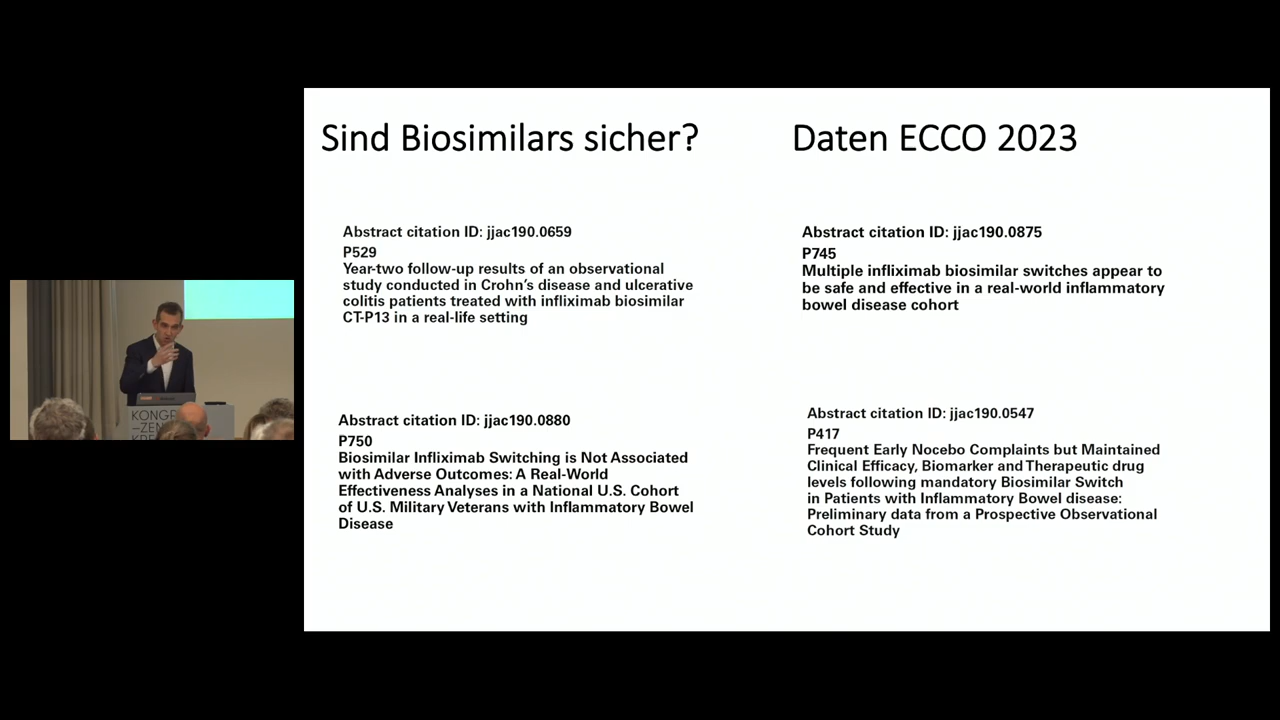 Sind Biosimilars sicher?
Daten ECCO 2023
Abstract citation ID: jjac190.0659
P529
Year-two follow-up results of an observational
study conducted in Crohn's disease and ulcerative
colitis patients treated with infliximab biosimilar
CT-P13 in a real-life setting
Abstract citation ID: jjac190.0875
P745
Multiple infliximab biosimilar switches appear to
be safe and effective in a real-world inflammatory
bowel disease cohort
Abstract citation ID: jjac190.0880
P750
Biosimilar Infliximab Switching is Not Associated
with Adverse Outcomes: A Real-World
Effectiveness Analyses in a National U.S. Cohort
of U.S. Military Veterans with Inflammatory Bowel
Disease
Abstract citation ID: jjac190.0547
P417
Frequent Early Nocebo Complaints but Maintained
Clinical Efficacy, Biomarker and Therapeutic drug
levels following mandatory Biosimilar Switch
in Patients with Inflammatory Bowel disease:
Preliminary data from a Prospective Observational
Cohort Study
KONGR
–ZEN